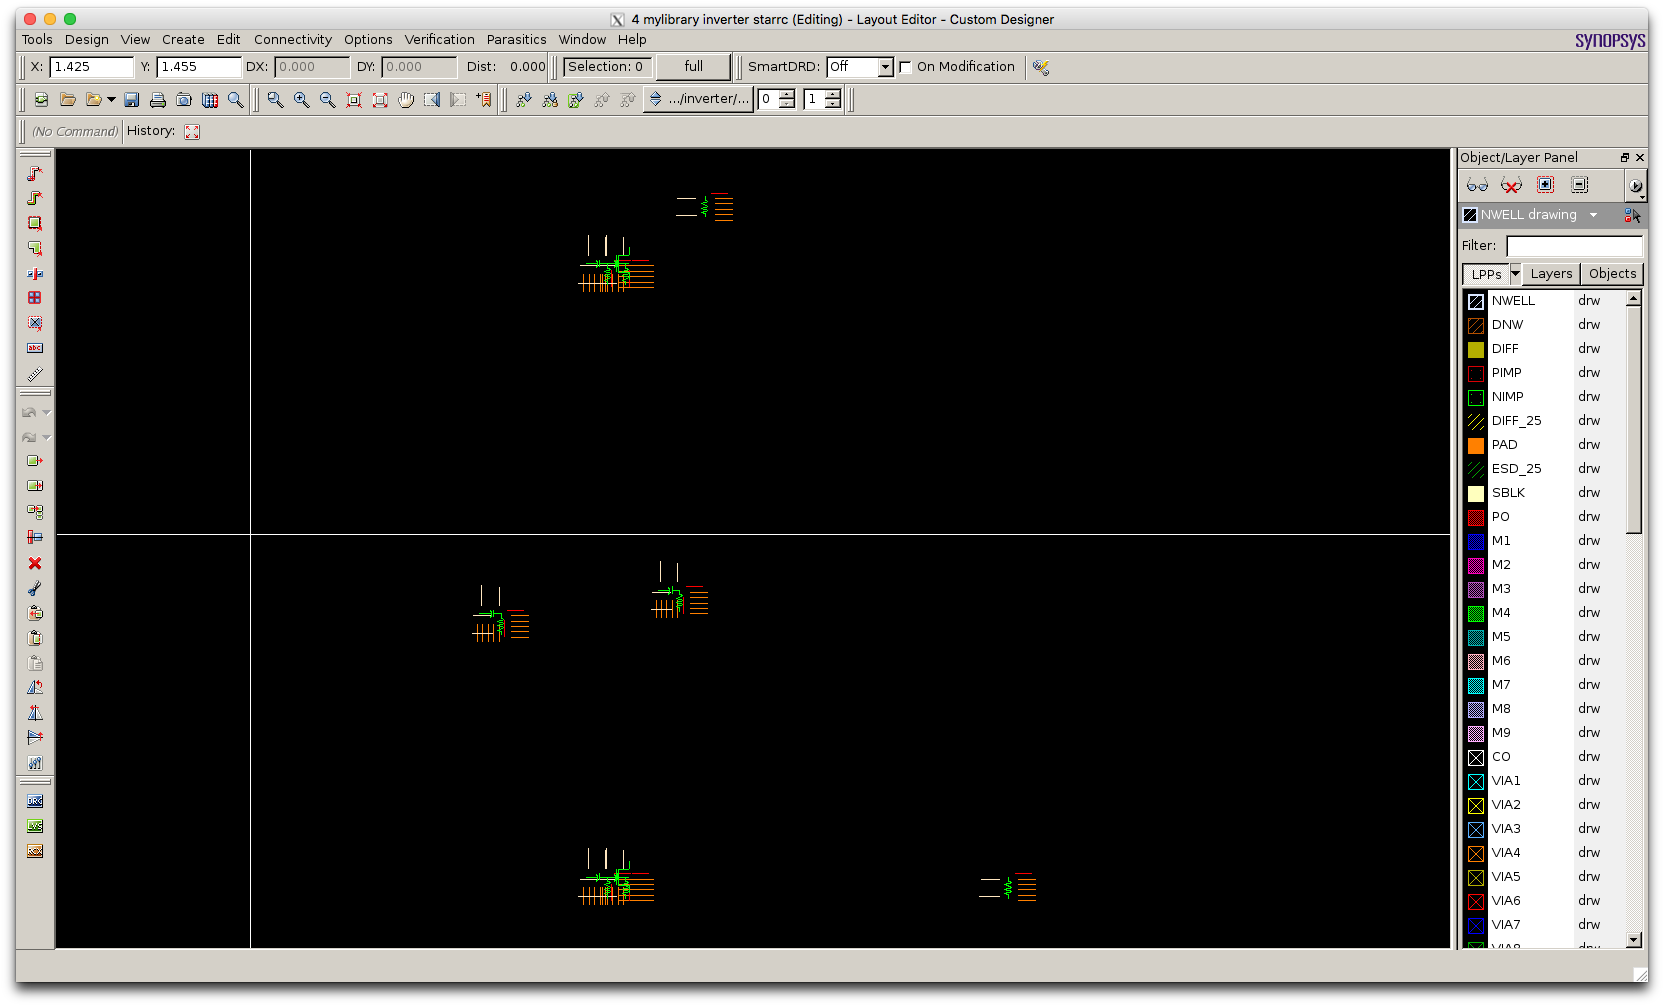 4 mylibrary inverter starrc (Editing) - Layout Editor - Custom Designer
Tools Design View Create Edit Connectivity Options Verification Parasitics Window Help
SYNOPSYS
X: 1.425 Y: 1.455 DX: 0.000 DY: 0.000 Dist: 0.000 Selection: 0 full SmartDRD: Off On Modification
.../inverter/... 0 1
(No Command) History:
Object/Layer Panel
NWELL drawing
Filter:
LPPs Layers Objects
NWELL drw
DNW drw
DIFF drw
PIMP drw
NIMP drw
DIFF_25 drw
PAD drw
ESD_25 drw
SBLK drw
PO drw
M1 drw
M2 drw
M3 drw
M4 drw
M5 drw
M6 drw
M7 drw
M8 drw
M9 drw
CO drw
VIA1 drw
VIA2 drw
VIA3 drw
VIA4 drw
VIA5 drw
VIA6 drw
VIA7 drw
VIA8 drw
abc
DRC
LVS